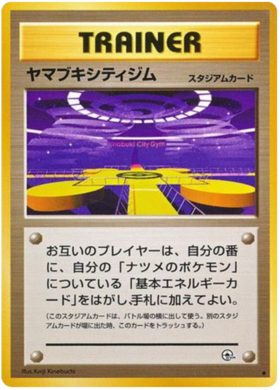 TRAINER
ヤマブキシティジム
スタジアムカード
Yamabuki City Gym
お互いのプレイヤーは、自分の番
に、自分の「ナツメのポケモン」
についている「基本エネルギーカ
ード」をはがし、手札に加えてよい。
(このスタジアムカードは、バトル場の横に出して使う。別のスタ
ジアムカードが場に出た時、このカードをトラッシュする。)
Illus. Keiji Kinebuchi